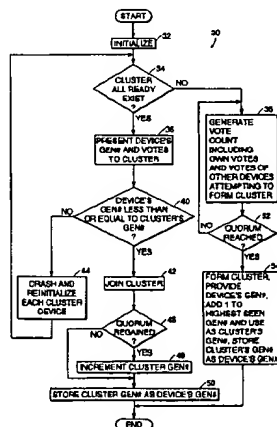 START
INITIALIZE
32
30
34
CLUSTER
ALL READY
EXIST
?
NO
YES
36
PRESENT DEVICE'S
GEN# AND VOTES
TO CLUSTER
GENERATE
VOTE
COUNT
INCLUDING
OWN VOTES
AND VOTES OF
OTHER DEVICES
ATTEMPTING TO
FORM CLUSTER
40
DEVICE'S
GEN# LESS THAN
OR EQUAL TO CLUSTER'S
GEN#
?
NO
YES
52
QUORUM
REACHED
?
NO
YES
44
CRASH AND
REINITIALIZE
EACH CLUSTER
DEVICE
42
JOIN CLUSTER
54
FORM CLUSTER,
PROVIDE
DEVICE'S GEN#,
ADD 1 TO
HIGHEST SEEN
GEN# AND USE
AS CLUSTER'S
GEN#, STORE
CLUSTER'S GEN#
AS DEVICE'S GEN#
QUORUM
REGAINED
?
NO
YES
INCREMENT CLUSTER GEN#
50
STORE CLUSTER GEN# AS DEVICE'S GEN#
END